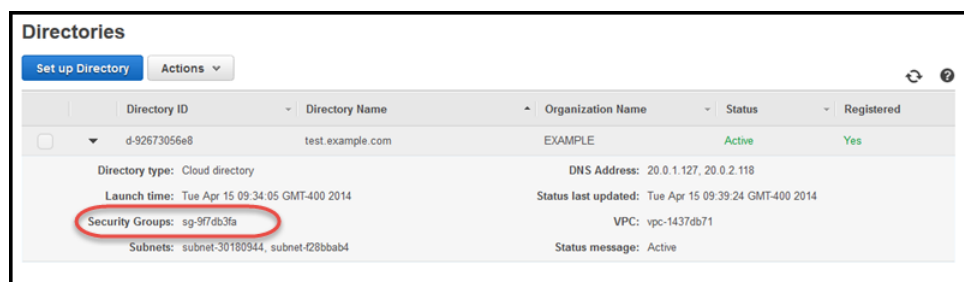 Directories
Set up Directory Actions
Directory ID Directory Name Organization Name Status Registered
d-92673056e8 test.example.com EXAMPLE Active Yes
Directory type: Cloud directory DNS Address: 20.0.1.127, 20.0.2.118
Launch time: Tue Apr 15 09:34:05 GMT-400 2014 Status last updated: Tue Apr 15 09:39:24 GMT-400 2014
Security Groups: sg-9f7db3fa VPC: vpc-1437db71
Subnets: subnet-30180944, subnet-f28bbab4 Status message: Active